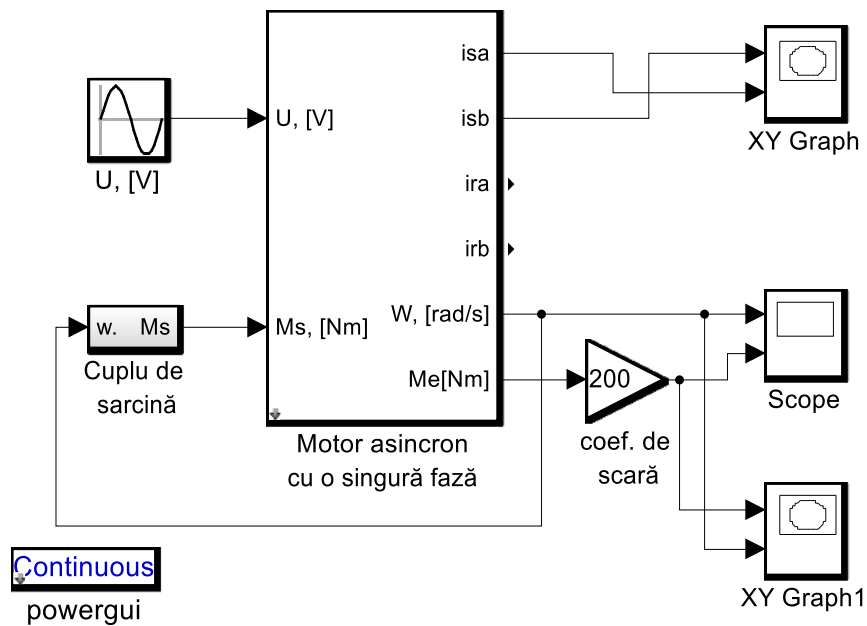 isa
isb
ira
irb
U, [V]
W, [rad/s]
Ms, [Nm]
Me[Nm]
Motor asincron
cu o singură fază
U, [V]
w. Ms
Cuplu de
sarcină
200
coef. de
scară
XY Graph
Scope
XY Graph1
Continuous
powergui